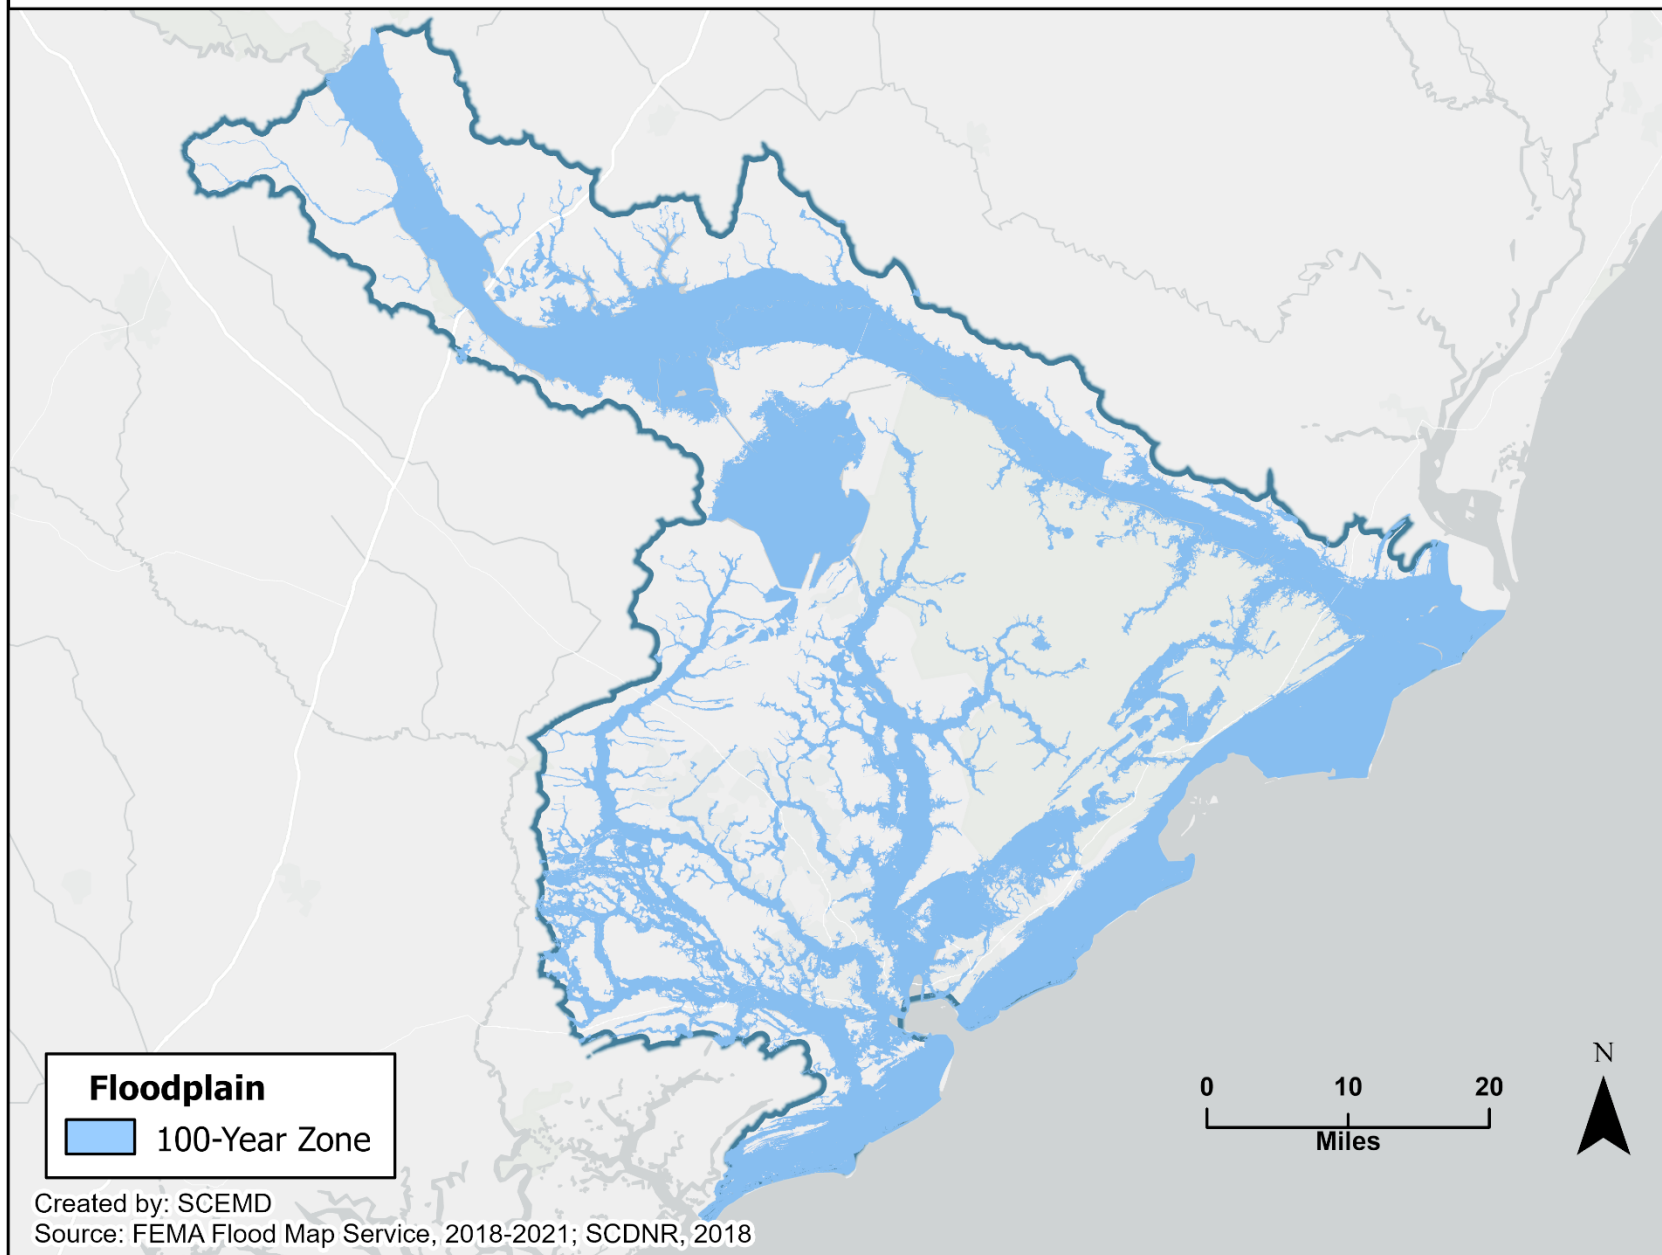 Floodplain
100-Year Zone
Created by: SCEMD
Source: FEMA Flood Map Service, 2018-2021; SCDNR, 2018
0 10 20
Miles
N